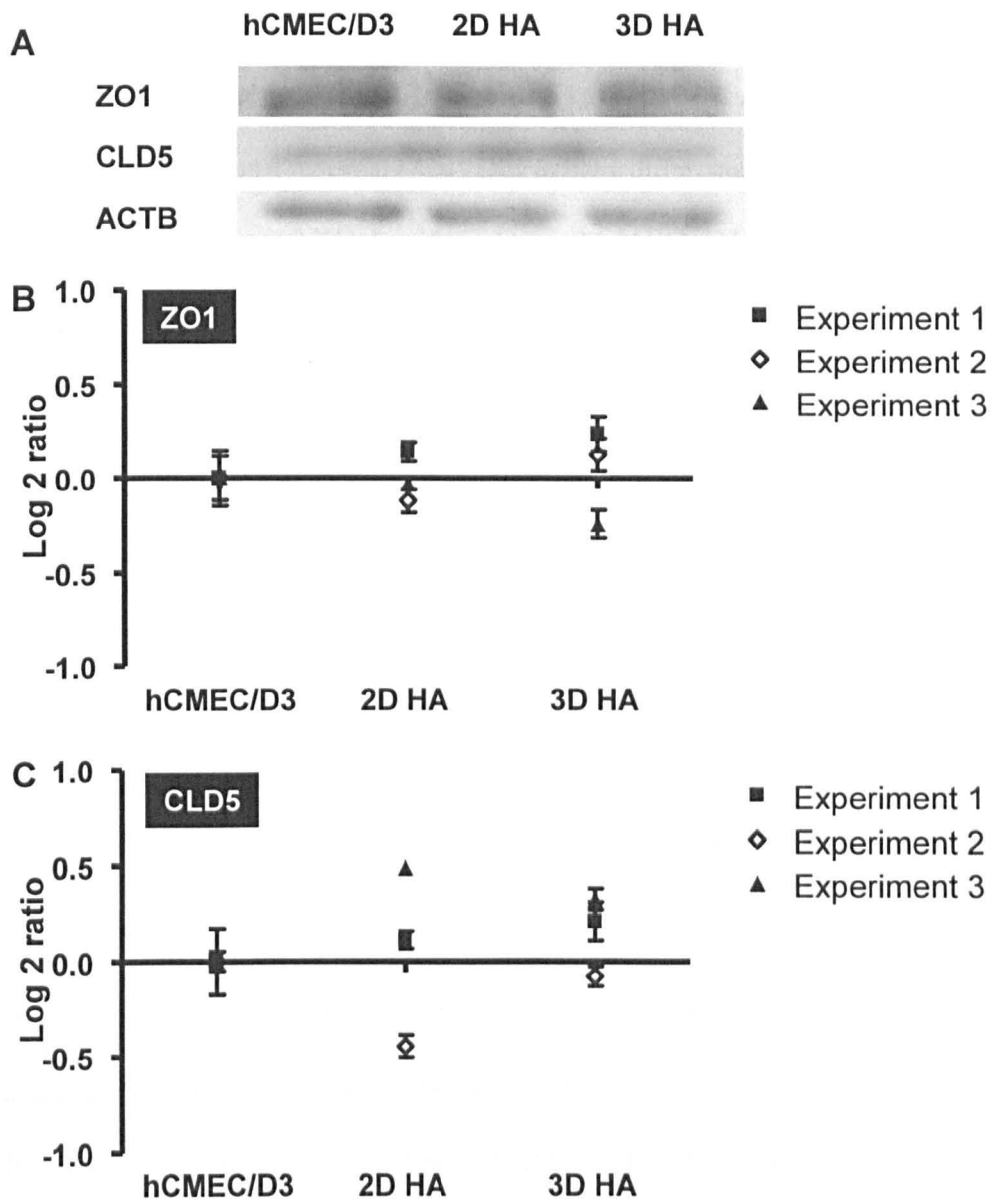 A
hCMEC/D3 2D HA 3D HA
ZO1
CLD5
ACTB
B
ZO1
1.0
0.5
0.0
-0.5
-1.0
Log 2 ratio
hCMEC/D3 2D HA 3D HA
Experiment 1
Experiment 2
Experiment 3
C
CLD5
1.0
0.5
0.0
-0.5
-1.0
Log 2 ratio
hCMEC/D3 2D HA 3D HA
Experiment 1
Experiment 2
Experiment 3